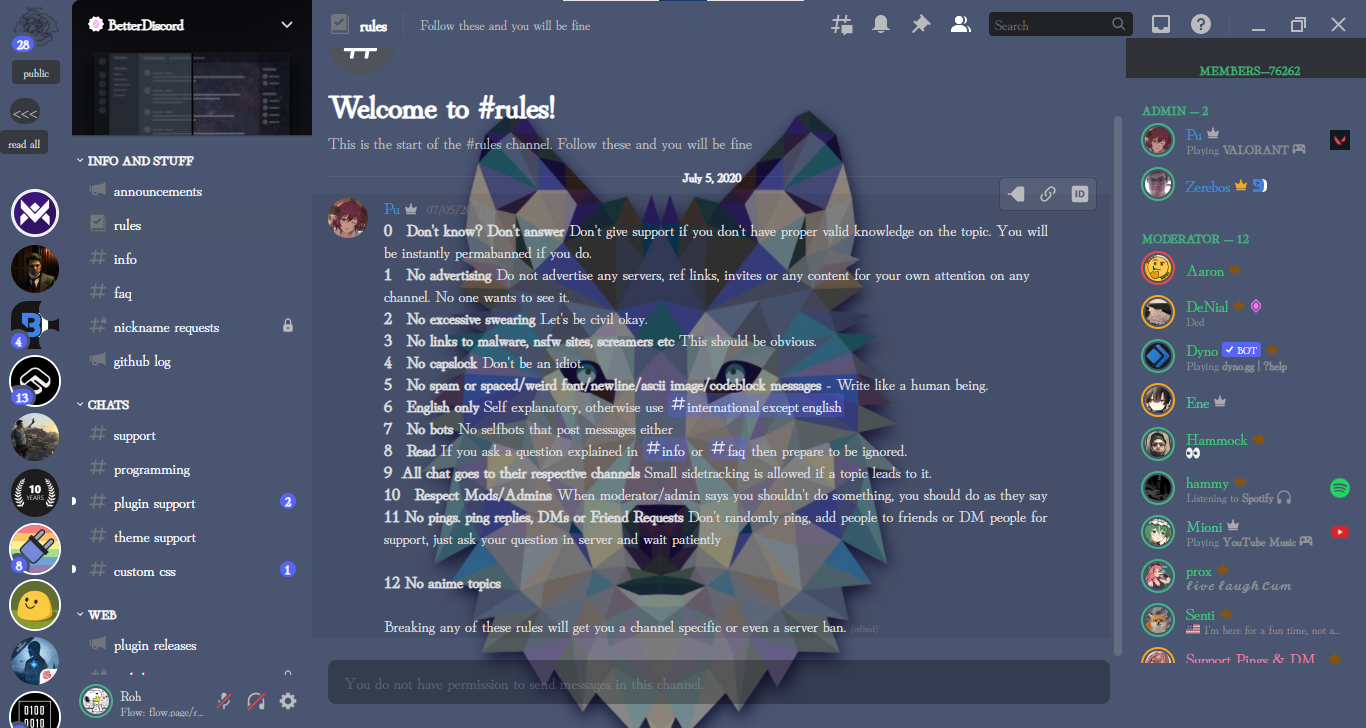 28
public
<<<
read all
4
13
10
YEARS
8
0100
0010
BetterDiscord
INFO AND STUFF
announcements
rules
info
faq
nickname requests
github log
CHATS
support
programming
plugin support 2
theme support
custom css 1
WEB
plugin releases
Roh
Flow: flow.page/r...
rules Follow these and you will be fine
Search
Welcome to #rules!
This is the start of the #rules channel. Follow these and you will be fine
July 5, 2020
ID
Pu 07/05/20
0 Don't know? Don't answer Don't give support if you don't have proper valid knowledge on the topic. You will
be instantly permabanned if you do.
1 No advertising Do not advertise any servers, ref links, invites or any content for your own attention on any
channel. No one wants to see it.
2 No excessive swearing Let's be civil okay.
3 No links to malware, nsfw sites, screamers etc This should be obvious.
4 No capslock Don't be an idiot.
5 No spam or spaced/weird font/newline/ascii image/codeblock messages - Write like a human being.
6 English only Self explanatory, otherwise use #international except english
7 No bots No selfbots that post messages either
8 Read If you ask a question explained in #info or #faq then prepare to be ignored.
9 All chat goes to their respective channels Small sidetracking is allowed if a topic leads to it.
10 Respect Mods/Admins When moderator/admin says you shouldn't do something, you should do as they say
11 No pings. ping replies, DMs or Friend Requests Don't randomly ping, add people to friends or DM people for
support, just ask your question in server and wait patiently
12 No anime topics
Breaking any of these rules will get you a channel specific or even a server ban. (edited)
You do not have permission to send messages in this channel.
MEMBERS—76262
ADMIN — 2
Pu
Playing VALORANT
Zerebos
MODERATOR — 12
Aaron
DeNial
Ded
Dyno BOT
Playing dyno.gg | ?help
Ene
Hammock
hammy
Listening to Spotify
Mioni
Playing YouTube Music
prox
𝓵𝓲𝓿𝓮 𝓵𝓪𝓾𝓰𝓱 𝓒𝓾𝓶
Senti
I'm here for a fun time, not a...
Support Pings & DM